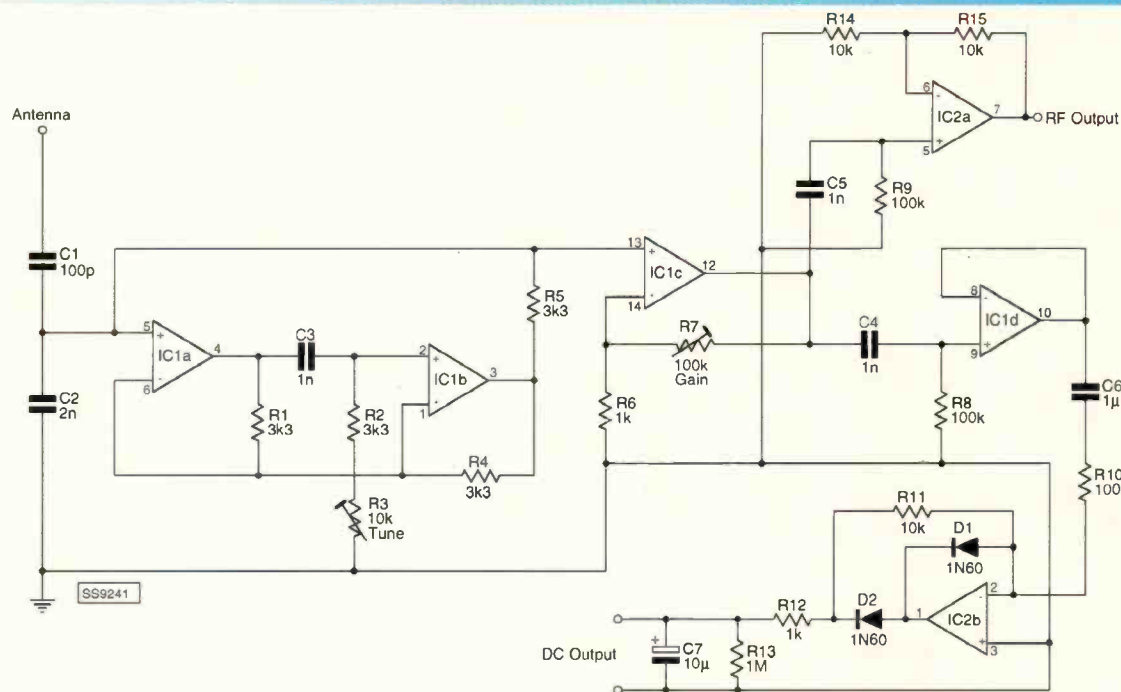 R14
10k
R15
10k
Antenna
6
-
IC2a
7
RF Output
+
5
C5
1n
R9
100k
C1
100p
13
+
IC1c
12
-
14
R5
3k3
R7
100k
Gain
C4
1n
8
-
IC1d
10
+
9
5
+
IC1a
4
-
6
C3
1n
2
+
IC1b
3
-
1
C2
2n
R1
3k3
R2
3k3
R4
3k3
R6
1k
R8
100k
C6
1µ
R10
100
R3
10k
Tune
R11
10k
D1
1N60
SS9241
R12
1k
D2
1N60
1
IC2b
-
2
+
3
DC Output
+
C7
10µ
R13
1M